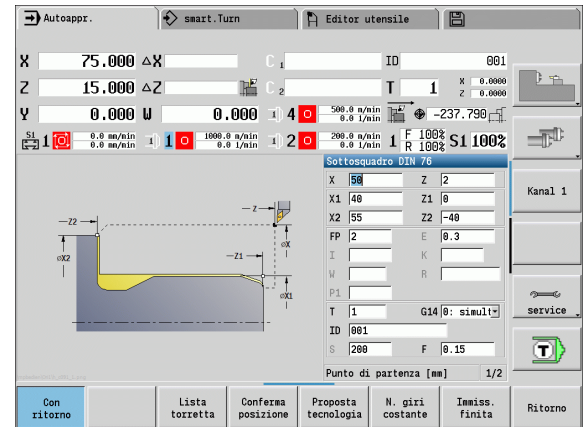 Autoappr.
smart.Turn
Editor utensile
X 75.000 △X C 1 ID 001
Z 15.000 △Z C 2 T 1 X 0.0000 Z 0.0000
Y 0.000 U 0.000 4 500.0 m/min 0.0 1/min -237.790
S1 1 0.0 mm/min 0.0 m/min 1 1000.0 m/min 0.0 1/min 2 200.0 m/min 0.0 1/min 1 F 100% R 100% S1 100%
Sottosquadro DIN 76
X 50 Z 2
X1 40 Z1 0
X2 55 Z2 -40
FP 2 E 0.3
I K
W R
P1
T 1 G14 0: simult
ID 001
S 200 F 0.15
Punto di partenza [mm] 1/2
Z
Z2
øX
øX2
Z1
øX1
Kanal 1
service
T
Con ritorno
Lista torretta
Conferma posizione
Proposta tecnologia
N. giri costante
Immiss. finita
Ritorno